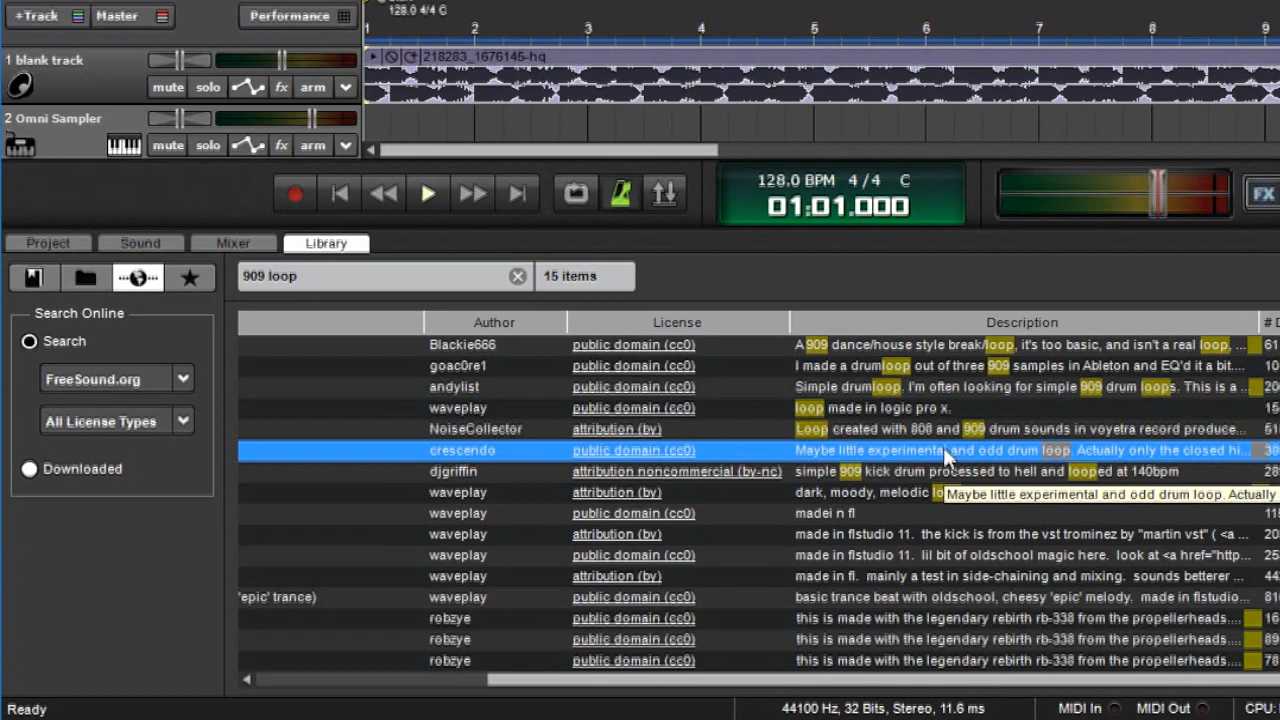 +Track Master Performance
128.0 4/4 C
1 2 3 4 5 6 7 8 9
1 blank track
218283_1676145-hq
mute solo fx arm
2 Omni Sampler
mute solo fx arm
128.0 BPM 4/4 C
01:01.000
FX
Project Sound Mixer Library
909 loop
15 items
Search Online
Search
FreeSound.org
All License Types
Downloaded
Author License Description #
Blackie666 public domain (cc0) A 909 dance/house style break/loop, it's too basic, and isn't a real loop, ... 61
goac0re1 public domain (cc0) I made a drumloop out of three 909 samples in Ableton and EQ'd it a bit.... 10
andylist public domain (cc0) Simple drumloop. I'm often looking for simple 909 drum loops. This is a ... 20
waveplay public domain (cc0) loop made in logic pro x. 15
NoiseCollector attribution (by) Loop created with 808 and 909 drum sounds in voyetra record produce... 51
crescendo public domain (cc0) Maybe little experimental and odd drum loop. Actually only the closed hi... 38
djgriffin attribution noncommercial (by-nc) simple 909 kick drum processed to hell and looped at 140bpm 28
waveplay attribution (by) dark, moody, melodic
Maybe little experimental and odd drum loop. Actually
waveplay public domain (cc0) madei n fl 11
waveplay attribution (by) made in flstudio 11. the kick is from the vst trominez by "martin vst" ( <a ... 20
waveplay public domain (cc0) made in flstudio 11. lil bit of oldschool magic here. look at <a href="http... 25
waveplay attribution (by) made in fl. mainly a test in side-chaining and mixing. sounds betterer ... 44
'epic' trance) waveplay public domain (cc0) basic trance beat with oldschool, cheesy 'epic' melody. made in flstudio... 81
robzye public domain (cc0) this is made with the legendary rebirth rb-338 from the propellerheads.... 16
robzye public domain (cc0) this is made with the legendary rebirth rb-338 from the propellerheads.... 89
robzye public domain (cc0) this is made with the legendary rebirth rb-338 from the propellerheads.... 78
Ready 44100 Hz, 32 Bits, Stereo, 11.6 ms MIDI In MIDI Out CPU: